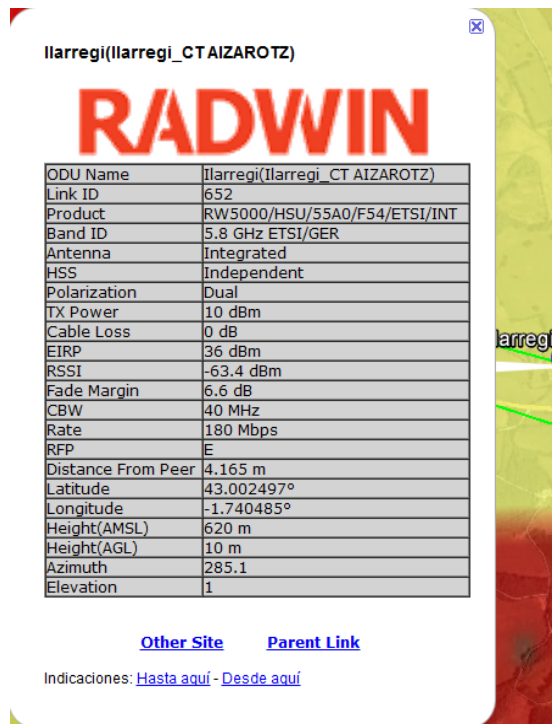 Ilarregi(Ilarregi_CT AIZAROTZ)
RADWIN
ODU Name Ilarregi(Ilarregi_CT AIZAROTZ)
Link ID 652
Product RW5000/HSU/55A0/F54/ETSI/INT
Band ID 5.8 GHz ETSI/GER
Antenna Integrated
HSS Independent
Polarization Dual
TX Power 10 dBm
Cable Loss 0 dB
EIRP 36 dBm
RSSI -63.4 dBm
Fade Margin 6.6 dB
CBW 40 MHz
Rate 180 Mbps
RFP E
Distance From Peer 4.165 m
Latitude 43.002497º
Longitude -1.740485º
Height(AMSL) 620 m
Height(AGL) 10 m
Azimuth 285.1
Elevation 1
Other Site Parent Link
Indicaciones: Hasta aquí - Desde aquí
larregi